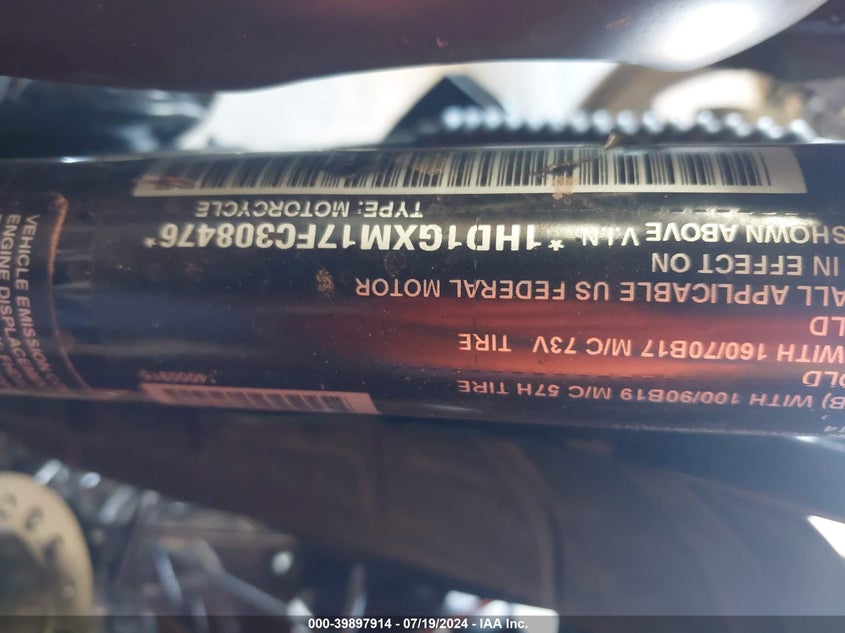 14
B) WITH 100/90B19 M/C 57H TIRE
OLD
WITH 160/70B17 M/C 73V TIRE
LD
ALL APPLICABLE US FEDERAL MOTOR
IN EFFECT ON
SHOWN ABOVE V.I.N. *1HD1GXM17FC308476*
TYPE: MOTORCYCLE
VEHICLE EMISSION
ENGINE DISPLACE
000-39897914 - 07/19/2024 - IAA Inc.